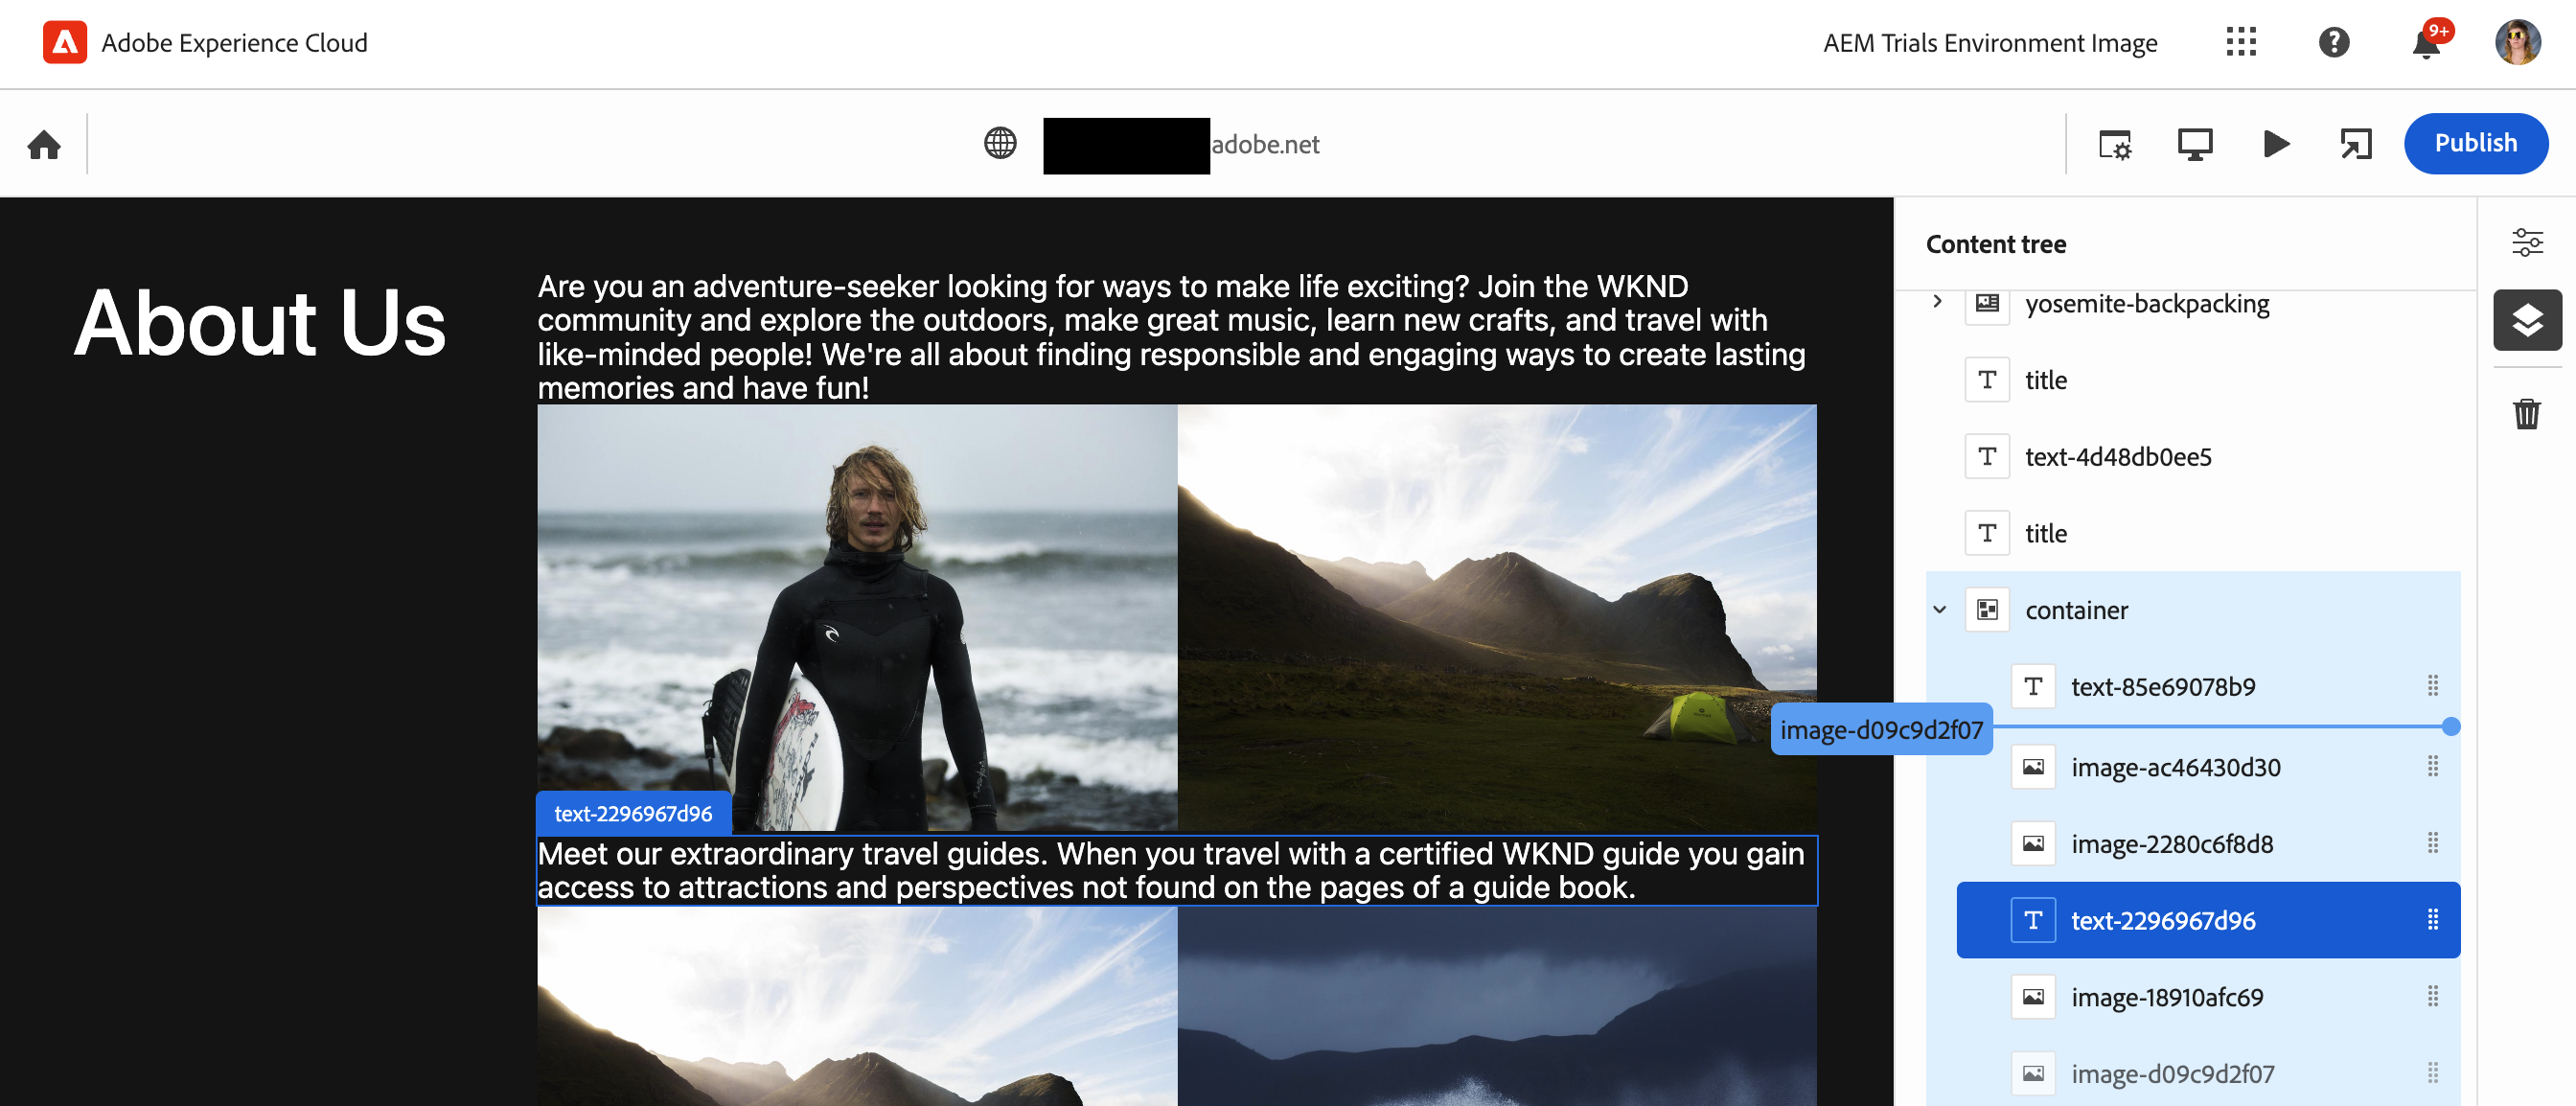 Adobe Experience Cloud
AEM Trials Environment Image
9+
adobe.net
Publish
About Us
Are you an adventure-seeker looking for ways to make life exciting? Join the WKND
community and explore the outdoors, make great music, learn new crafts, and travel with
like-minded people! We're all about finding responsible and engaging ways to create lasting
memories and have fun!
text-2296967d96
Meet our extraordinary travel guides. When you travel with a certified WKND guide you gain
access to attractions and perspectives not found on the pages of a guide book.
Content tree
yosemite-backpacking
title
text-4d48db0ee5
title
container
text-85e69078b9
image-d09c9d2f07
image-ac46430d30
image-2280c6f8d8
text-2296967d96
image-18910afc69
image-d09c9d2f07